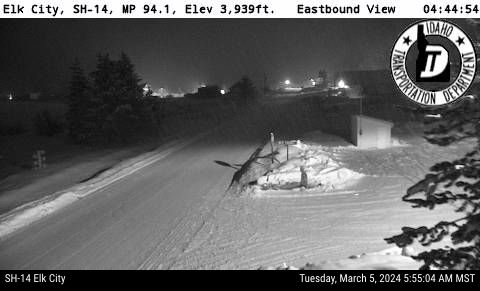 Elk City, SH-14, MP 94.1, Elev 3,939ft. Eastbound View 04:44:54
IDAHO
TRANSPORTATION DEPARTMENT
SH-14 Elk City Tuesday, March 5, 2024 5:55:04 AM MST